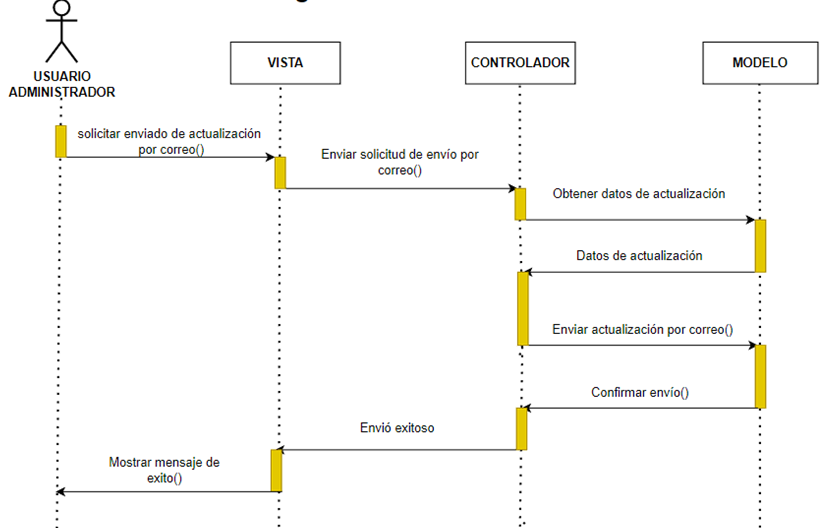 USUARIO
ADMINISTRADOR
VISTA
CONTROLADOR
MODELO
solicitar enviado de actualización
por correo()
Enviar solicitud de envío por
correo()
Obtener datos de actualización
Datos de actualización
Enviar actualización por correo()
Confirmar envío()
Envió exitoso
Mostrar mensaje de
exito()